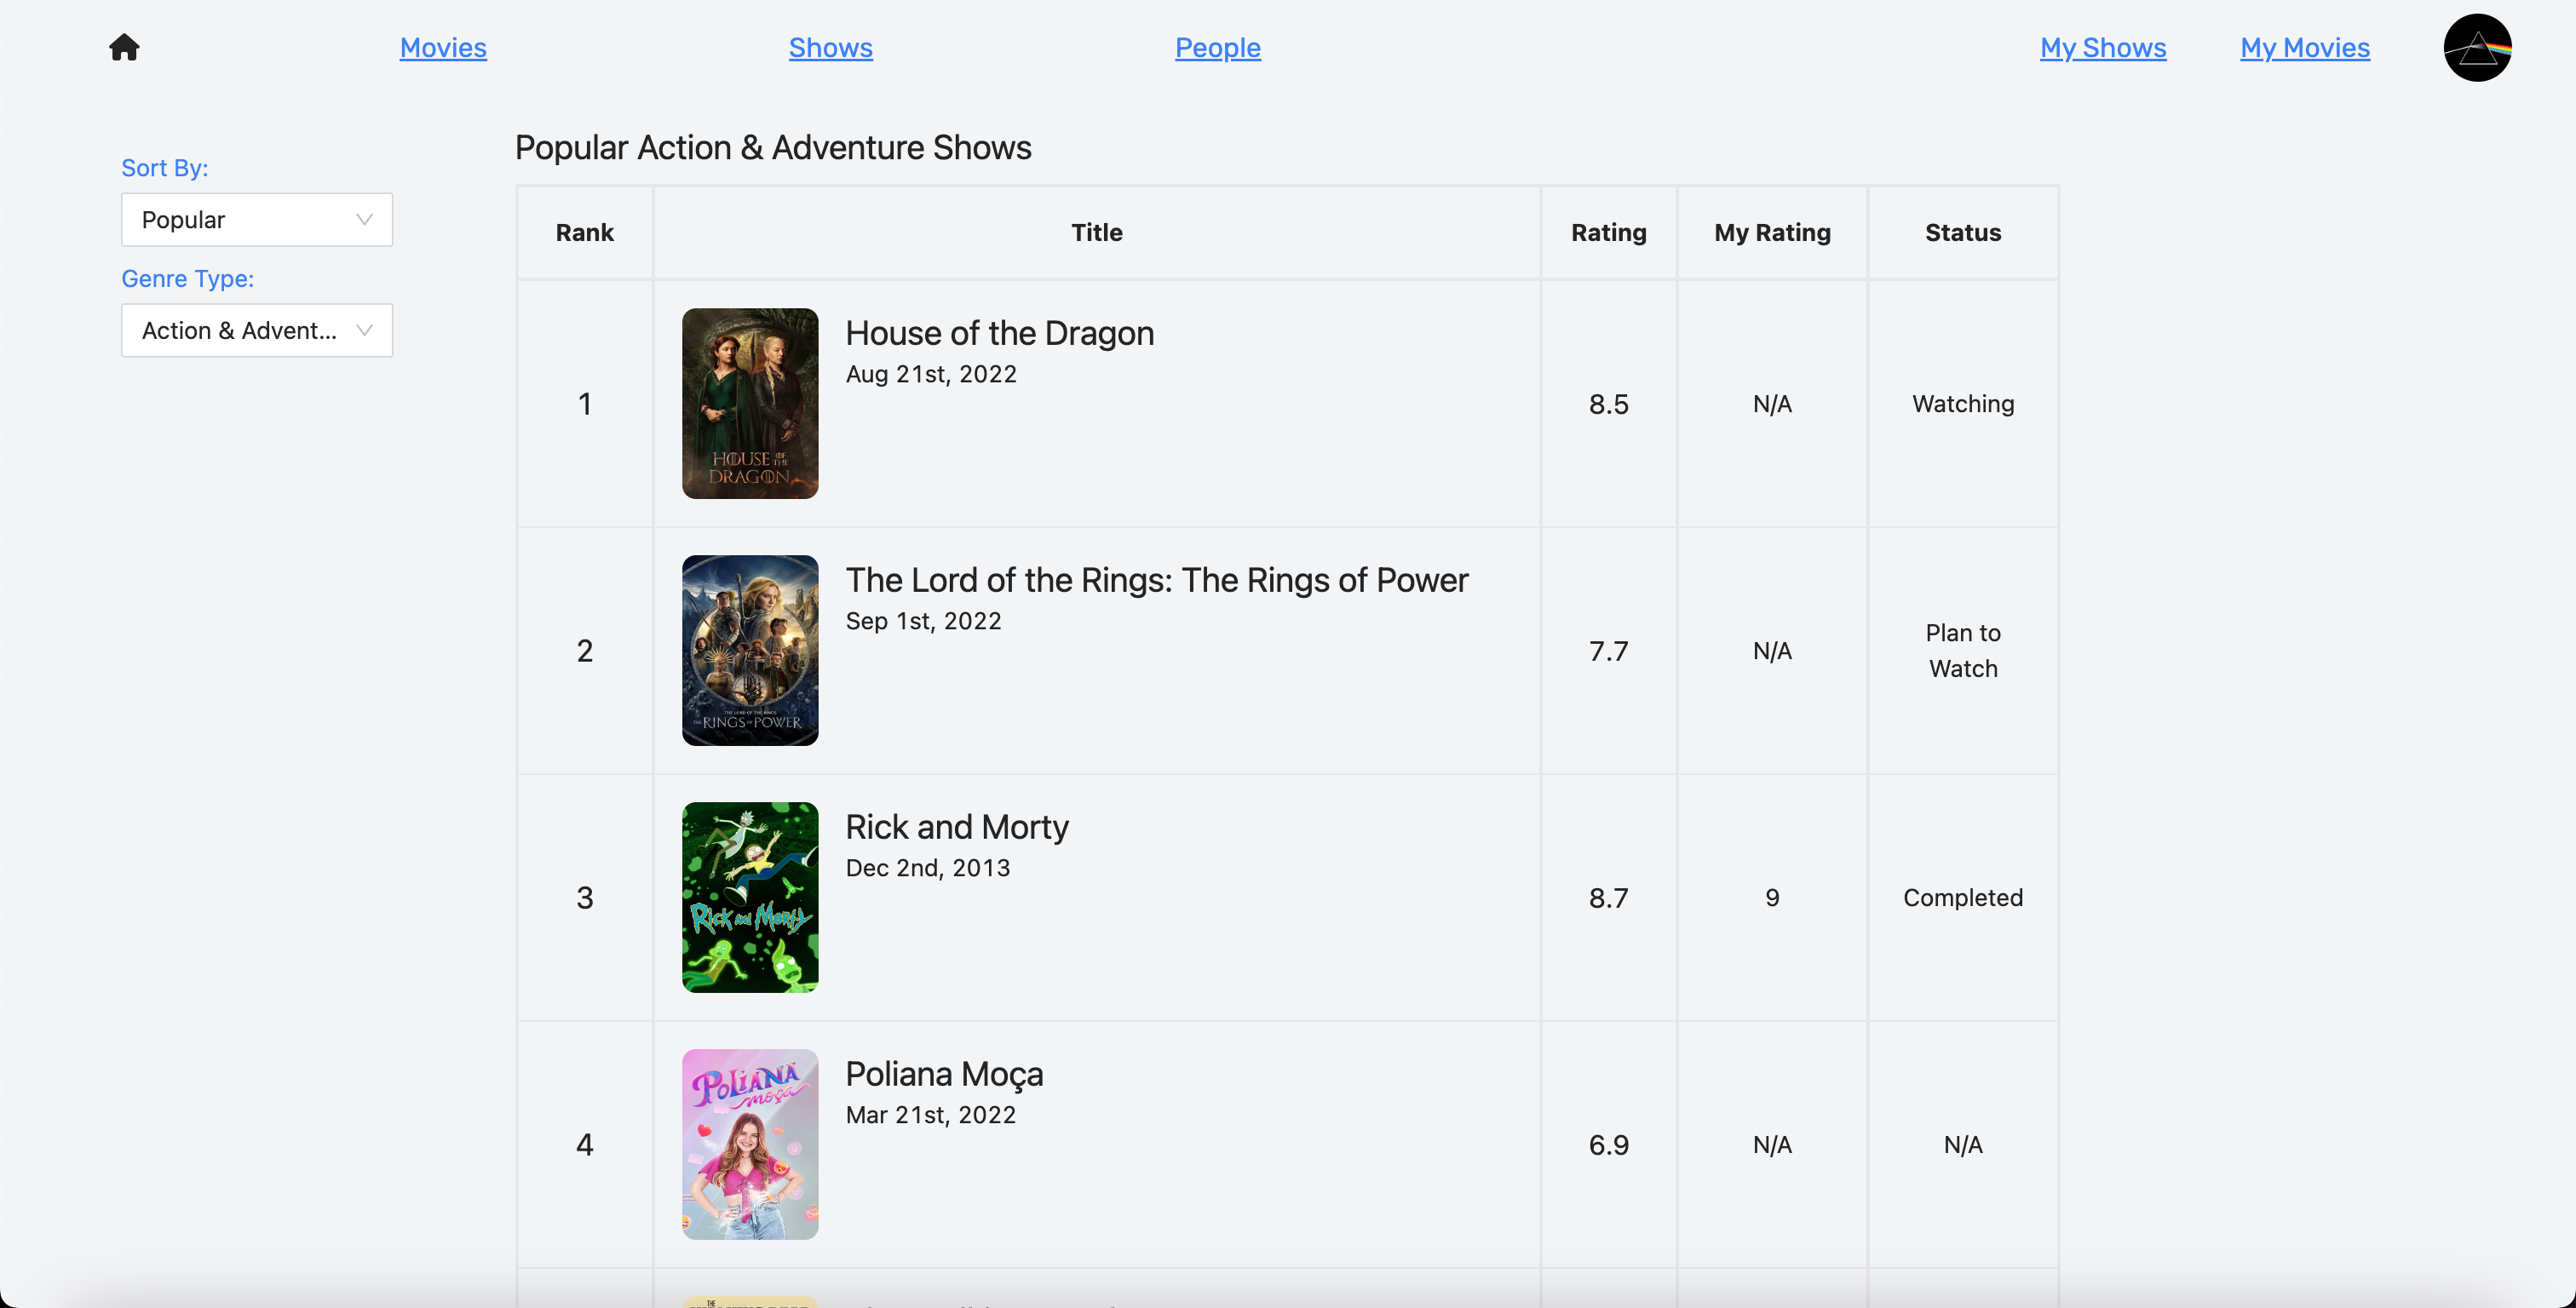 Movies
Shows
People
My Shows
My Movies
Sort By:
Popular
Genre Type:
Action & Advent...
Popular Action & Adventure Shows
Rank
Title
Rating
My Rating
Status
1
HOUSE OF THE
DRAGON
House of the Dragon
Aug 21st, 2022
8.5
N/A
Watching
2
THE LORD OF THE RINGS
THE RINGS OF POWER
The Lord of the Rings: The Rings of Power
Sep 1st, 2022
7.7
N/A
Plan to
Watch
3
Rick and Morty
Rick and Morty
Dec 2nd, 2013
8.7
9
Completed
4
POLIANA
moça
Poliana Moça
Mar 21st, 2022
6.9
N/A
N/A
THE